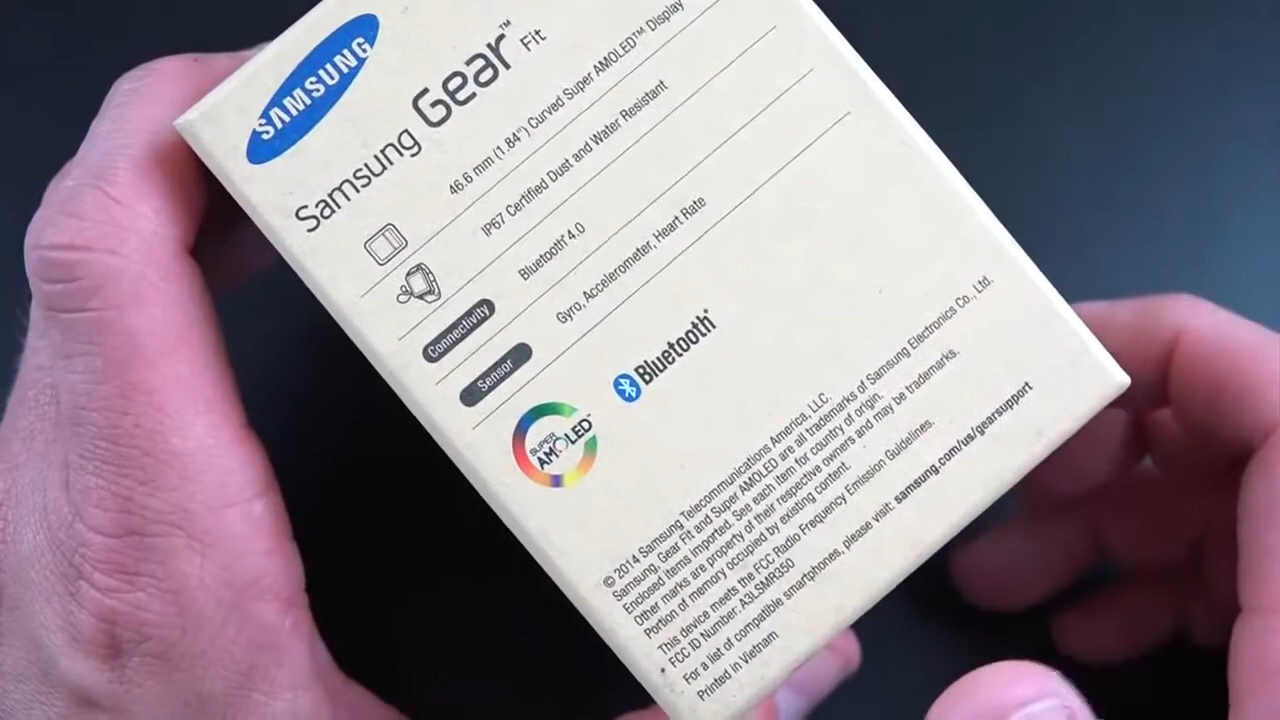 SAMSUNG
Samsung Gear™ Fit
46.6 mm (1.84") Curved Super AMOLED™ Display
IP67 Certified Dust and Water Resistant
Connectivity
Bluetooth® 4.0
Sensor
Gyro, Accelerometer, Heart Rate
SUPER
AMOLED™
Bluetooth®
© 2014 Samsung Telecommunications America, LLC.
Samsung, Gear Fit and Super AMOLED are all trademarks of Samsung Electronics Co., Ltd.
Enclosed items imported. See each item for country of origin.
Other marks are property of their respective owners and may be trademarks.
Portion of memory occupied by existing content.
This device meets the FCC Radio Frequency Emission Guidelines.
• FCC ID Number: A3LSMR350
For a list of compatible smartphones, please visit: samsung.com/us/gearsupport
Printed in Vietnam